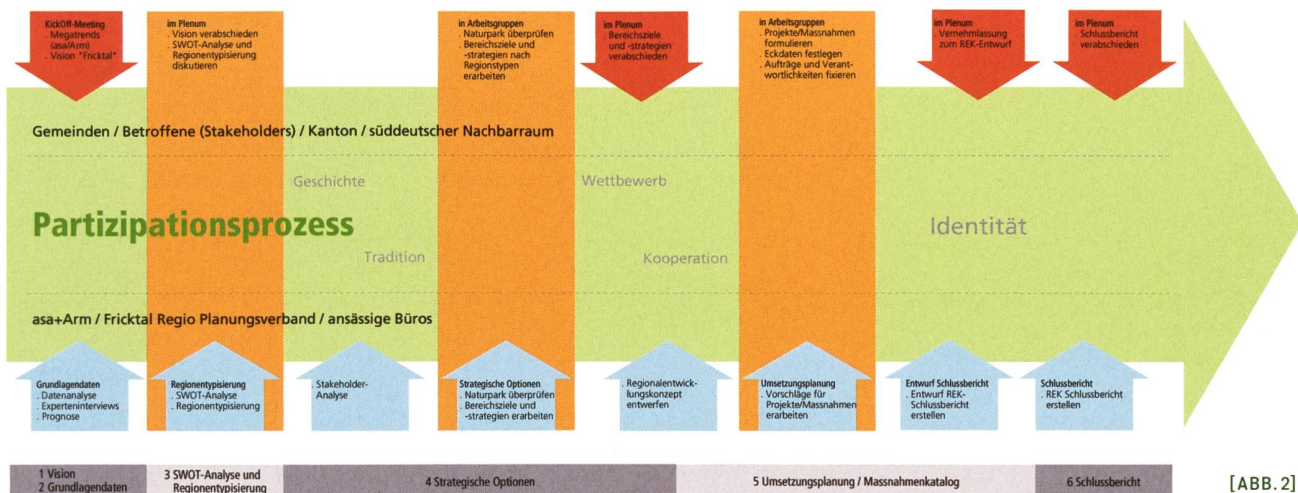 KickOff-Meeting
. Megatrends
(asa/Arm)
. Vision "Fricktal"
im Plenum
. Vision verabschieden
. SWOT-Analyse und
Regionentypisierung
diskutieren
in Arbeitsgruppen
. Naturpark überprüfen
. Bereichsziele und
-strategien nach
Regionstypen
erarbeiten
im Plenum
. Bereichsziele
und -strategien
verabschieden
in Arbeitsgruppen
. Projekte/Massnahmen
formulieren
. Eckdaten festlegen
. Aufträge und Verant-
wortlichkeiten fixieren
im Plenum
. Vernehmlassung
zum REK-Entwurf
im Plenum
. Schlussbericht
verabschieden
Gemeinden / Betroffene (Stakeholders) / Kanton / süddeutscher Nachbarraum
Geschichte
Wettbewerb
Partizipationsprozess
Identität
Tradition
Kooperation
asa+Arm / Fricktal Regio Planungsverband / ansässige Büros
Grundlagendaten
. Datenanalyse
. Experteninterviews
. Prognose
Regionentypisierung
. SWOT-Analyse
. Regionentypisierung
. Stakeholder-
Analyse
Strategische Optionen
. Naturpark überprüfen
. Bereichsziele und
-strategien erarbeiten
. Regionalentwick-
lungskonzept
entwerfen
Umsetzungsplanung
. Vorschläge für
Projekte/Massnahmen
erarbeiten
Entwurf Schlussbericht
. Entwurf REK-
Schlussbericht
erstellen
Schlussbericht
. REK Schlussbericht
erstellen
1 Vision
2 Grundlagendaten
3 SWOT-Analyse und
Regionentypisierung
4 Strategische Optionen
5 Umsetzungsplanung / Massnahmenkatalog
6 Schlussbericht
[ABB. 2]